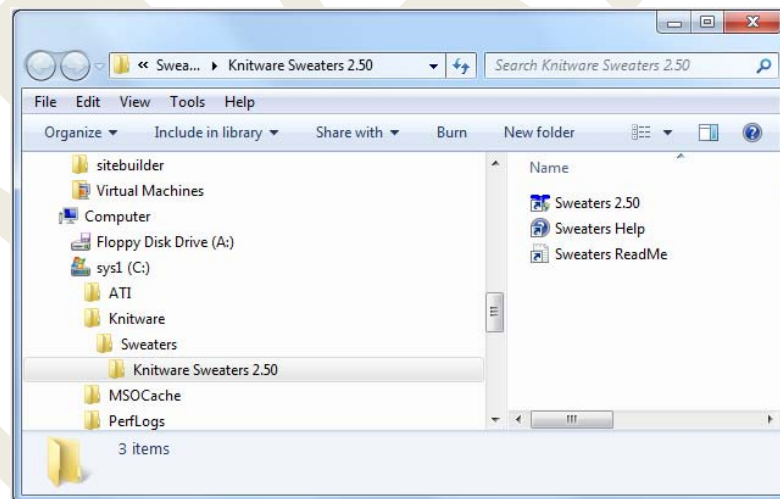 « Swea... ▸ Knitware Sweaters 2.50
Search Knitware Sweaters 2.50
File Edit View Tools Help
Organize Include in library Share with Burn New folder
sitebuilder
Virtual Machines
Computer
Floppy Disk Drive (A:)
sys1 (C:)
ATI
Knitware
Sweaters
Knitware Sweaters 2.50
MSOCache
PerfLogs
Name
Sweaters 2.50
Sweaters Help
Sweaters ReadMe
3 items